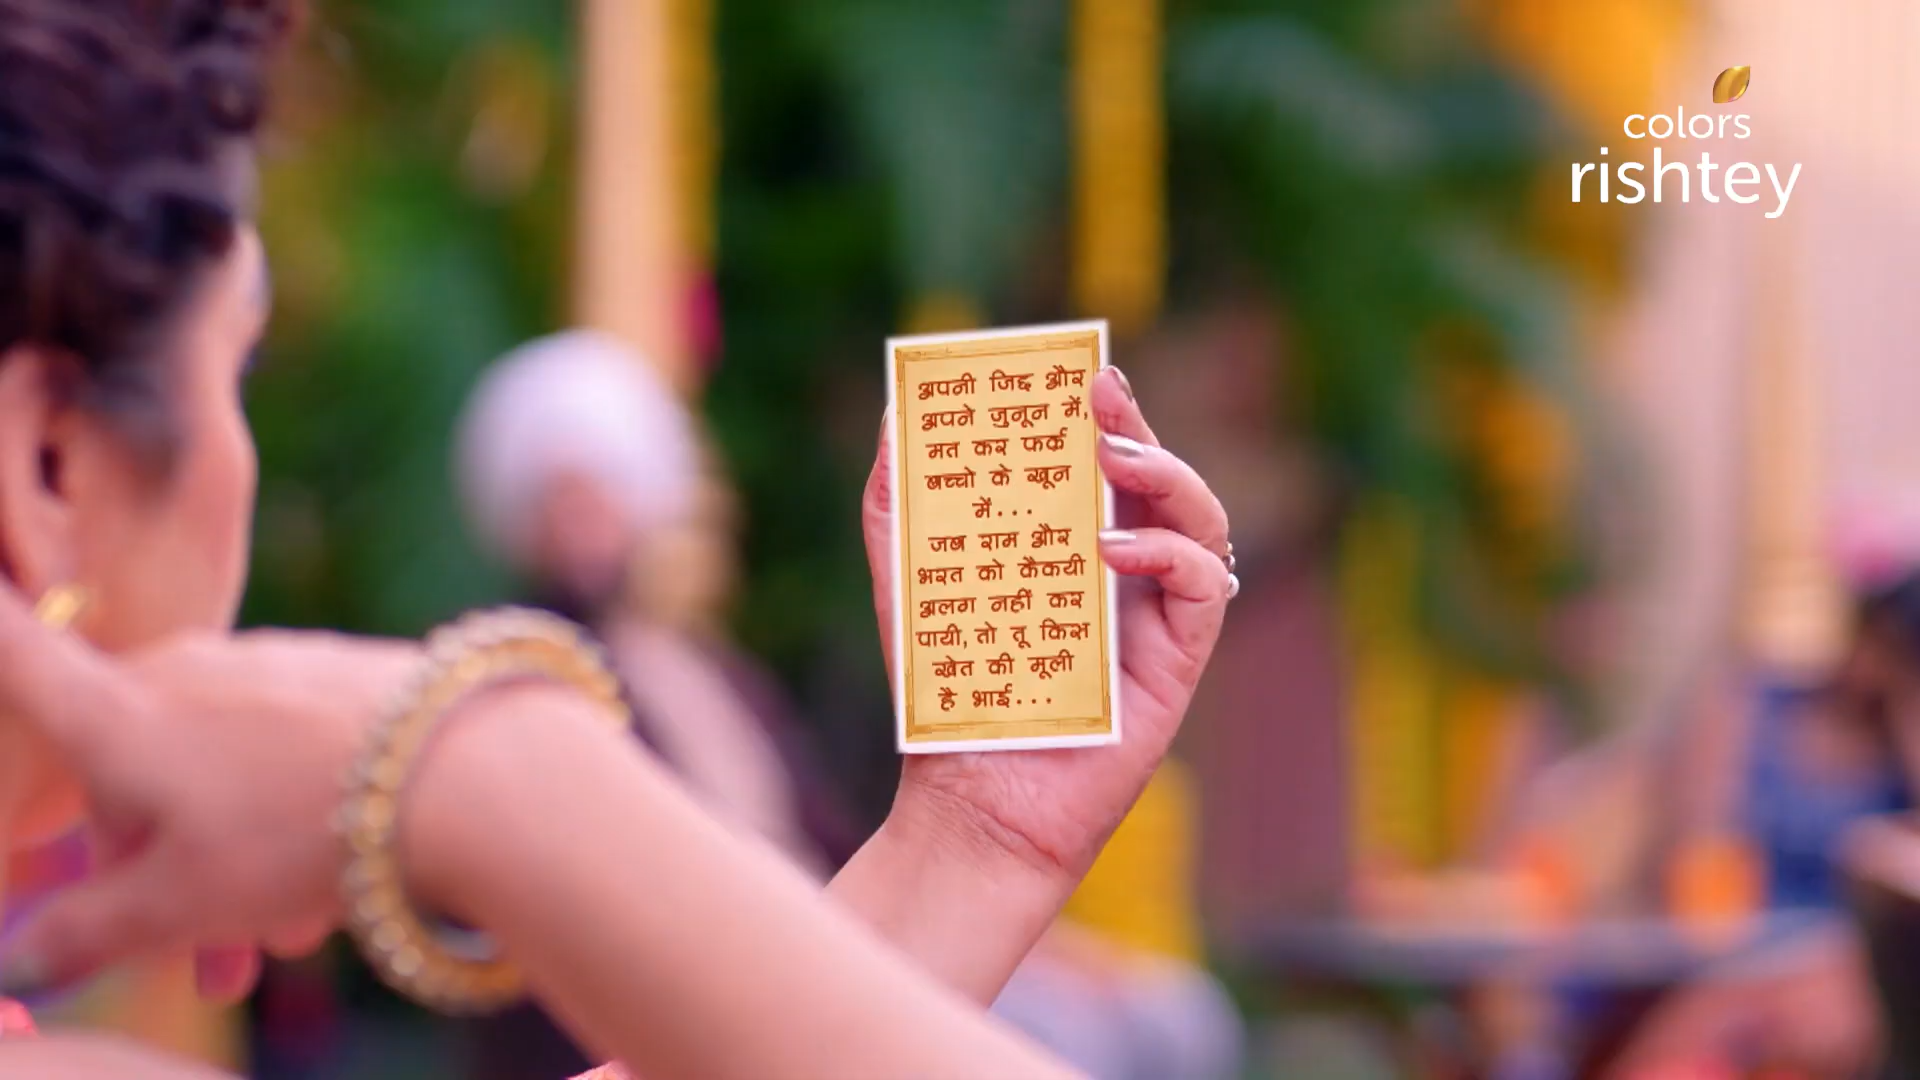 colors
rishtey
अपनी जिद्द और
अपने जुनून में,
मत कर फर्क
बच्चो के खून
में...
जब राम और
भरत को कैकयी
अलग नहीं कर
पायी, तो तू किस
खेत की मूली
है भाई...